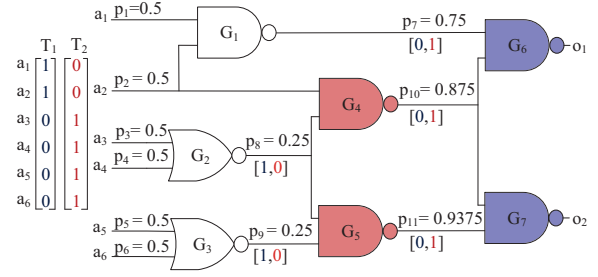 T₁ T₂
a₁ 1 0
a₂ 1 0
a₃ 0 1
a₄ 0 1
a₅ 0 1
a₆ 0 1
a₁ p₁=0.5
a₂ p₂ = 0.5
a₃ p₃= 0.5
a₄ p₄ = 0.5
a₅ p₅ = 0.5
a₆ p₆ = 0.5
G₁
G₂
G₃
p₈ = 0.25
[1,0]
p₉ = 0.25
[1,0]
G₄
G₅
p₇ = 0.75
[0,1]
p₁₀ = 0.875
[0,1]
p₁₁= 0.9375
[0,1]
G₆
G₇
o₁
o₂